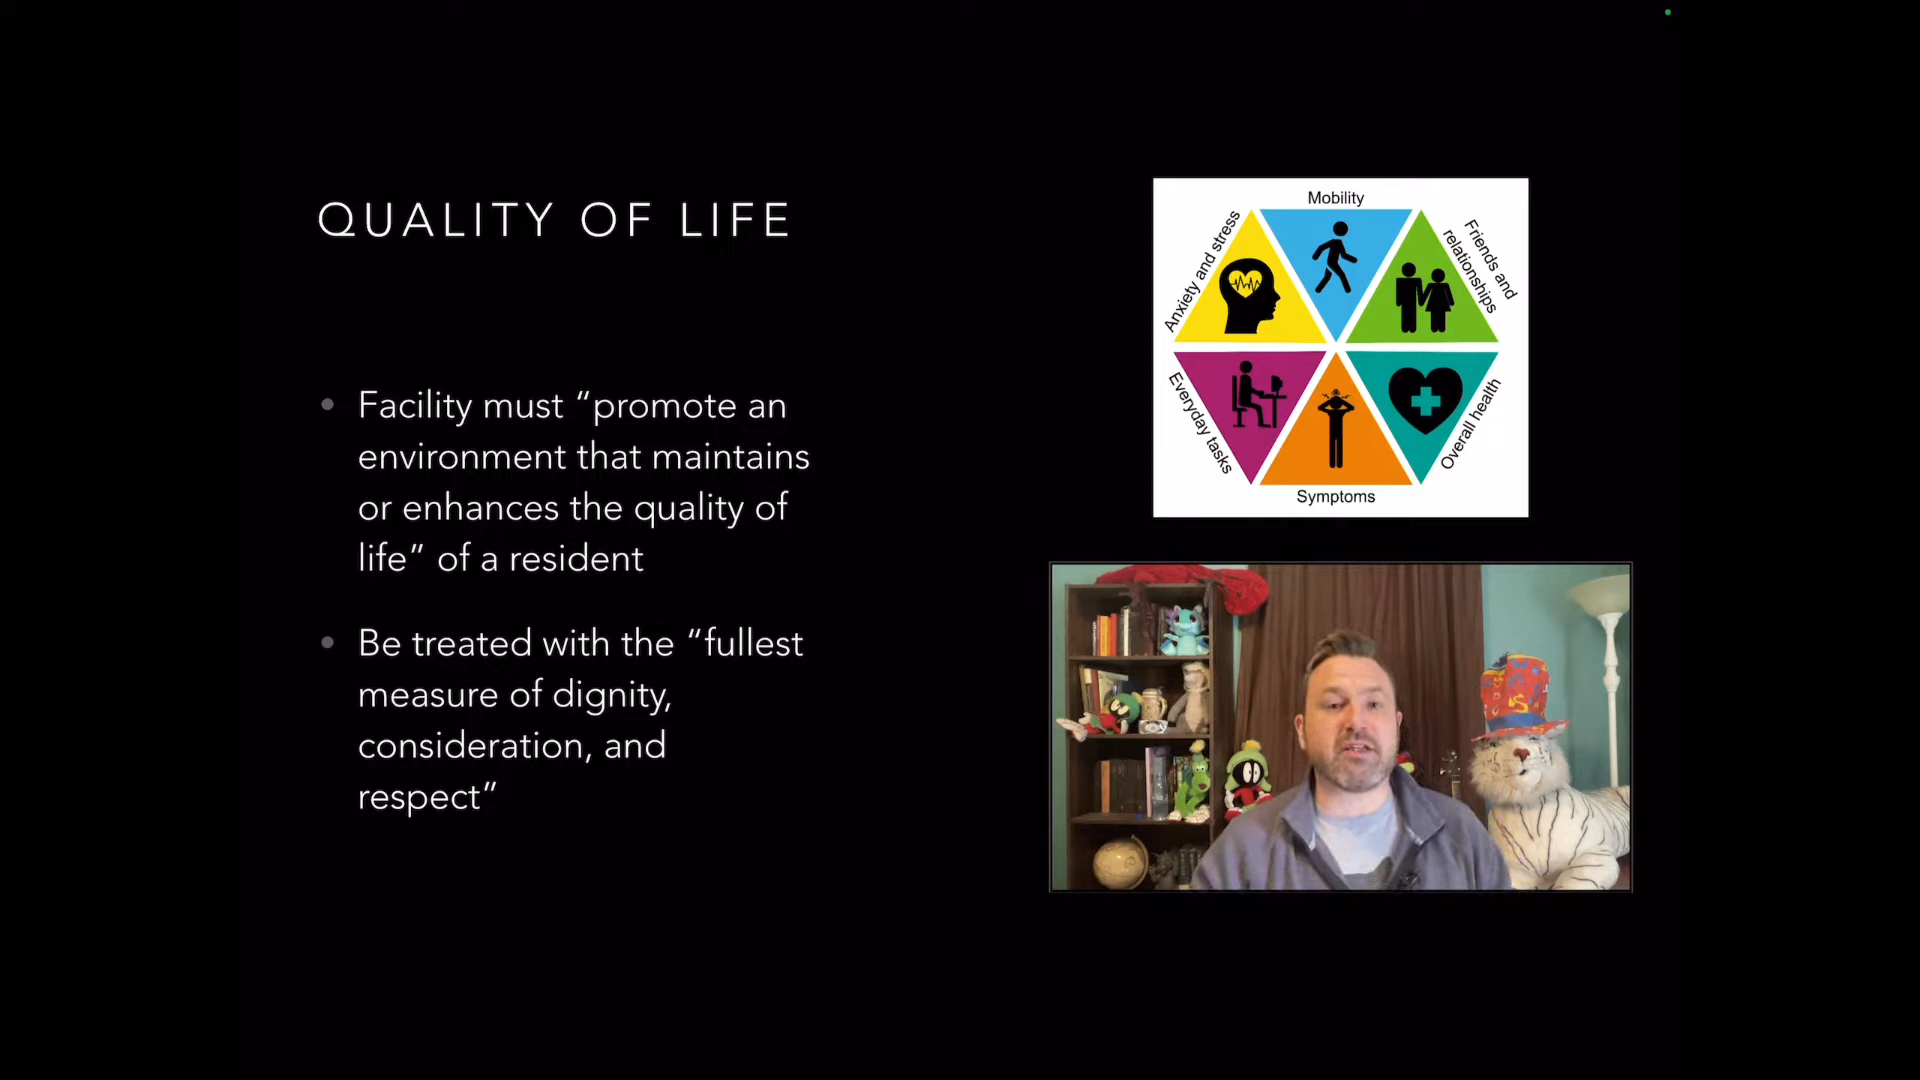 QUALITY OF LIFE
• Facility must “promote an
environment that maintains
or enhances the quality of
life” of a resident
• Be treated with the “fullest
measure of dignity,
consideration, and
respect”
Mobility
Anxiety and stress
Friends and
relationships
Everyday tasks
Overall health
Symptoms